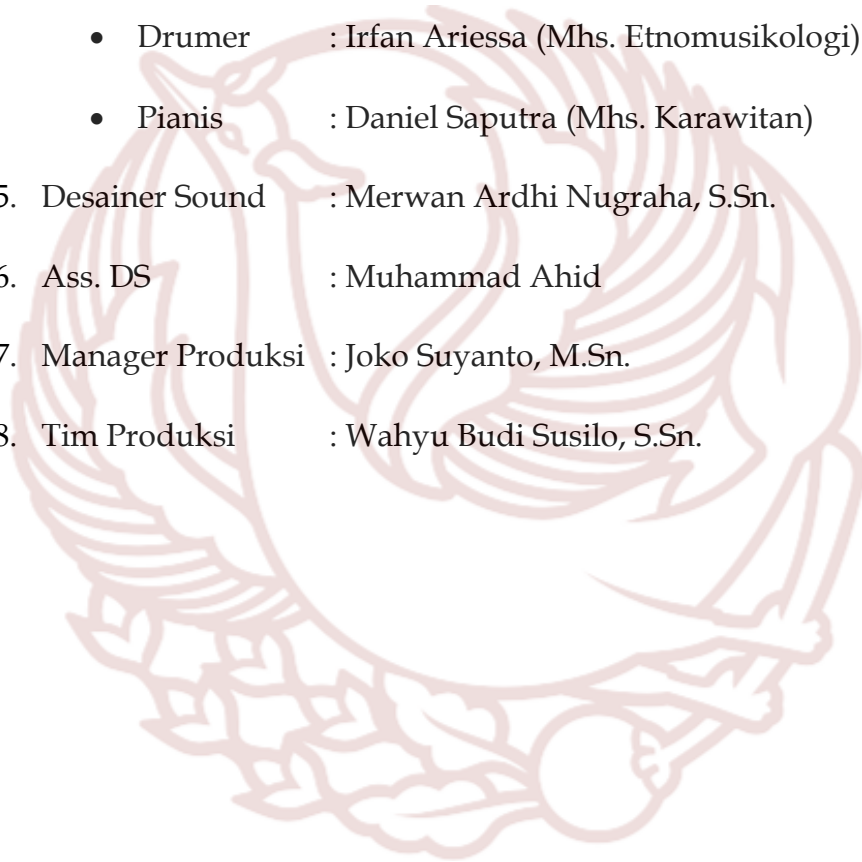 • Drumer : Irfan Ariessa (Mhs. Etnomusikologi)
• Pianis : Daniel Saputra (Mhs. Karawitan)
5. Desainer Sound : Merwan Ardhi Nugraha, S.Sn.
6. Ass. DS : Muhammad Ahid
7. Manager Produksi : Joko Suyanto, M.Sn.
8. Tim Produksi : Wahyu Budi Susilo, S.Sn.